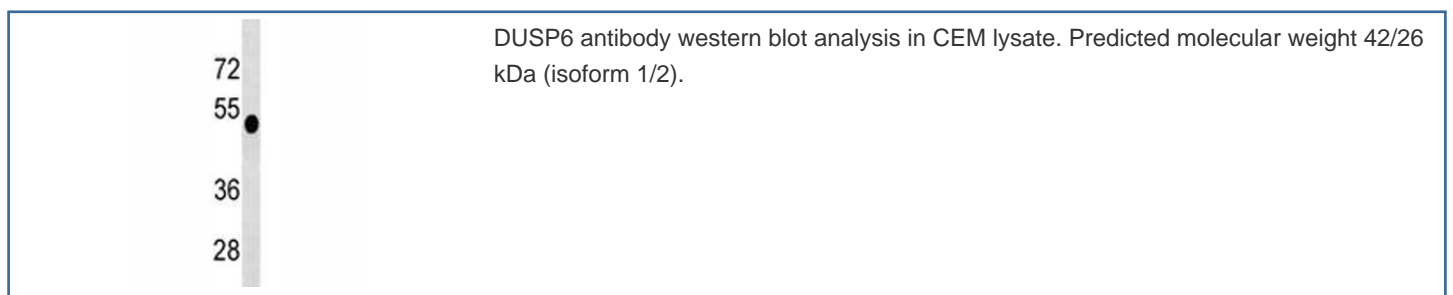 DUSP6 antibody western blot analysis in CEM lysate. Predicted molecular weight 42/26
kDa (isoform 1/2).
72
55
36
28